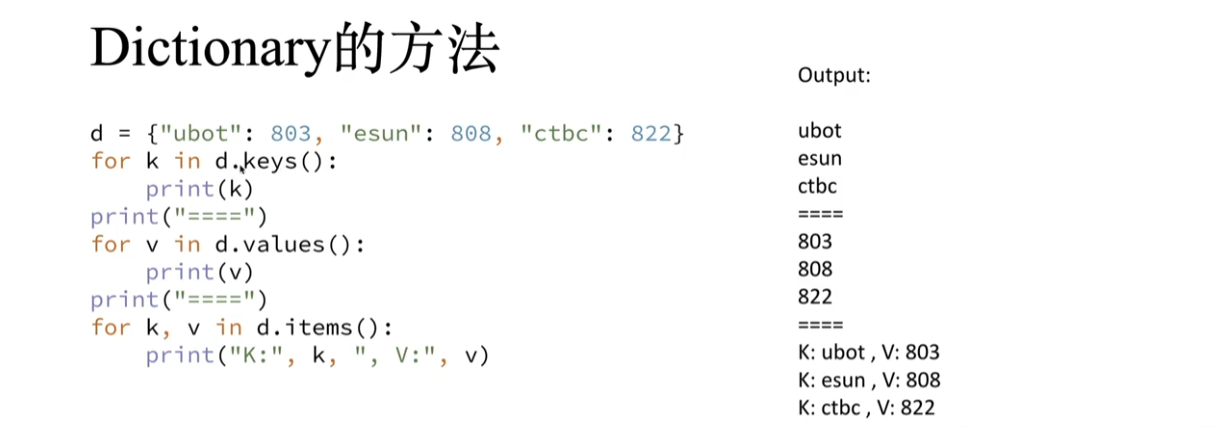 Dictionary的方法
d = {"ubot": 803, "esun": 808, "ctbc": 822}
for k in d.keys():
    print(k)
print("====")
for v in d.values():
    print(v)
print("====")
for k, v in d.items():
    print("K:", k, ", V:", v)
Output:
ubot
esun
ctbc
====
803
808
822
====
K: ubot , V: 803
K: esun , V: 808
K: ctbc , V: 822